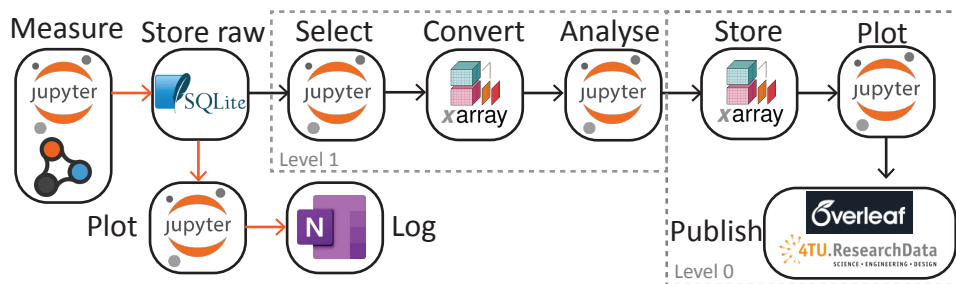 Measure
Store raw
Select
Convert
Analyse
Store
Plot
jupyter
SQLite
jupyter
xarray
jupyter
xarray
jupyter
Level 1
Plot
jupyter
N
Log
Publish
Overleaf
4TU.ResearchData
SCIENCE • ENGINEERING • DESIGN
Level 0